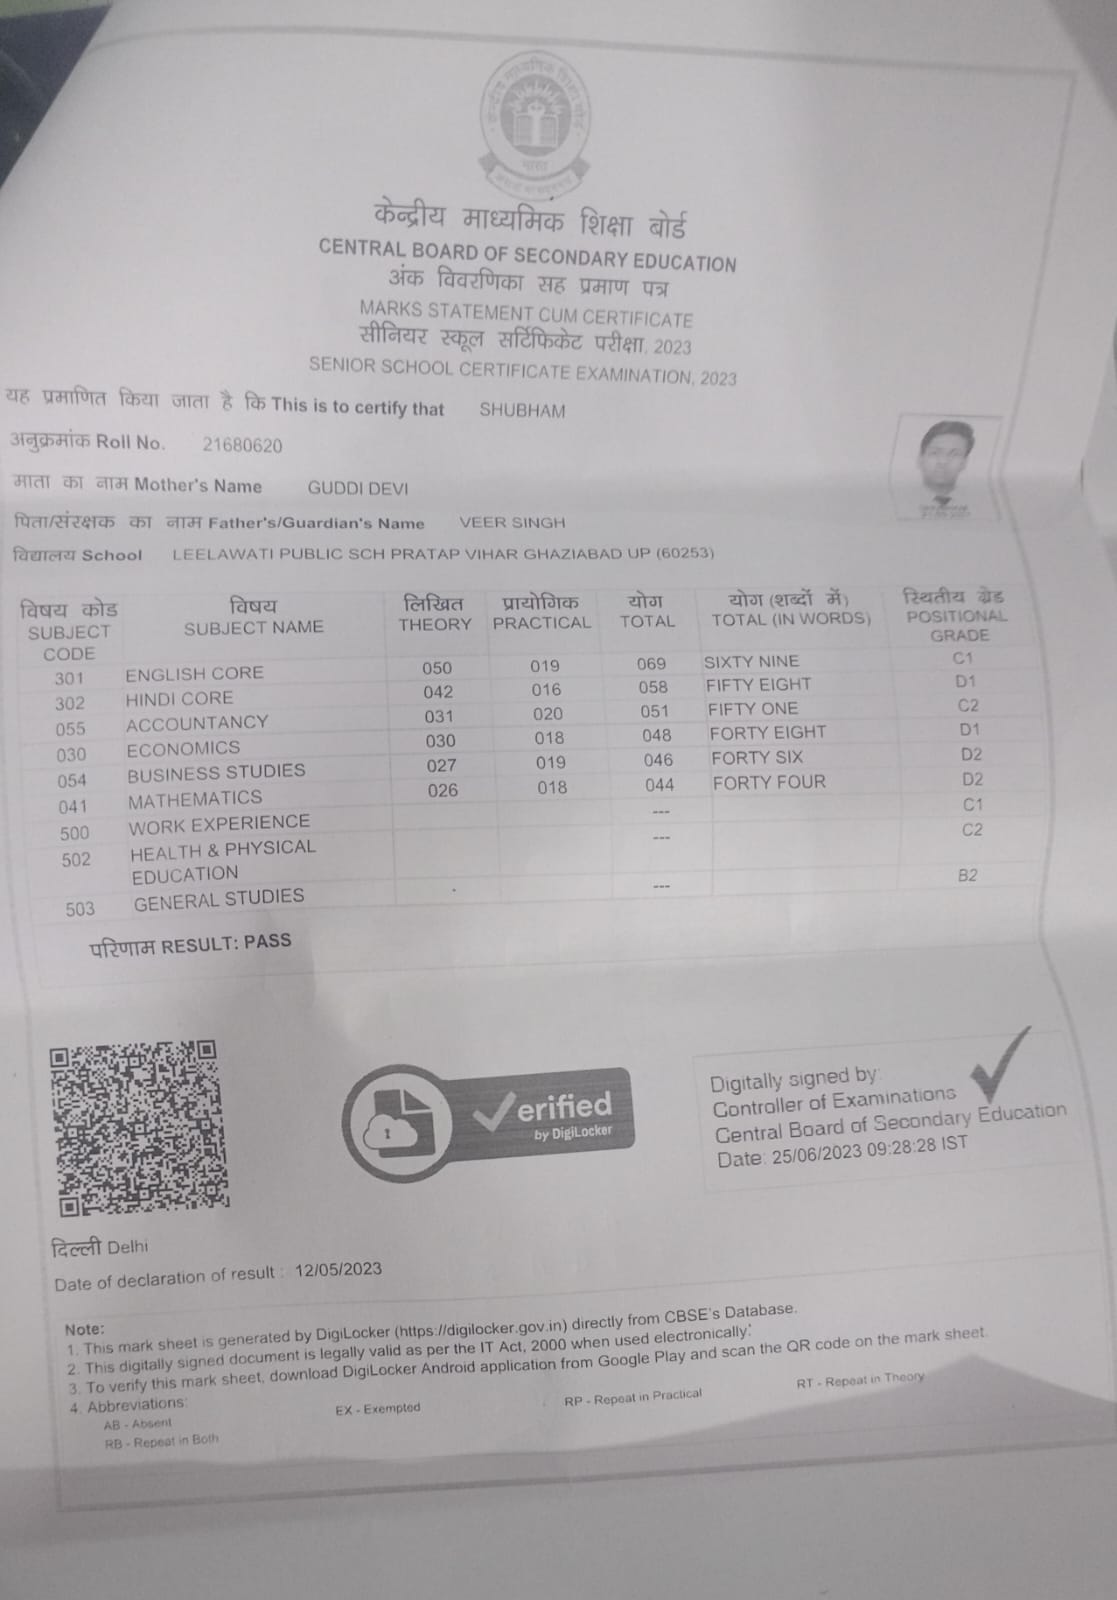 केन्द्रीय माध्यमिक शिक्षा बोर्ड
भारत
केन्द्रीय माध्यमिक शिक्षा बोर्ड
CENTRAL BOARD OF SECONDARY EDUCATION
अंक विवरणिका सह प्रमाण पत्र
MARKS STATEMENT CUM CERTIFICATE
सीनियर स्कूल सर्टिफिकेट परीक्षा, 2023
SENIOR SCHOOL CERTIFICATE EXAMINATION, 2023
यह प्रमाणित किया जाता है कि This is to certify that SHUBHAM
अनुक्रमांक Roll No. 21680620
माता का नाम Mother's Name GUDDI DEVI
पिता/संरक्षक का नाम Father's/Guardian's Name VEER SINGH
विद्यालय School LEELAWATI PUBLIC SCH PRATAP VIHAR GHAZIABAD UP (60253)
विषय कोड विषय लिखित प्रायोगिक योग योग (शब्दों में) स्थितीय ग्रेड
SUBJECT CODE SUBJECT NAME THEORY PRACTICAL TOTAL TOTAL (IN WORDS) POSITIONAL GRADE
301 ENGLISH CORE 050 019 069 SIXTY NINE C1
302 HINDI CORE 042 016 058 FIFTY EIGHT D1
055 ACCOUNTANCY 031 020 051 FIFTY ONE C2
030 ECONOMICS 030 018 048 FORTY EIGHT D1
054 BUSINESS STUDIES 027 019 046 FORTY SIX D2
041 MATHEMATICS 026 018 044 FORTY FOUR D2
500 WORK EXPERIENCE --- C1
502 HEALTH & PHYSICAL EDUCATION --- C2
503 GENERAL STUDIES --- B2
परिणाम RESULT: PASS
Verified
by DigiLocker
Digitally signed by:
Controller of Examinations
Central Board of Secondary Education
Date: 25/06/2023 09:28:28 IST
दिल्ली Delhi
Date of declaration of result : 12/05/2023
Note:
1. This mark sheet is generated by DigiLocker (https://digilocker.gov.in) directly from CBSE's Database.
2. This digitally signed document is legally valid as per the IT Act, 2000 when used electronically.
3. To verify this mark sheet, download DigiLocker Android application from Google Play and scan the QR code on the mark sheet.
4. Abbreviations:
AB - Absent EX - Exempted RP - Repeat in Practical RT - Repeat in Theory
RB - Repeat in Both